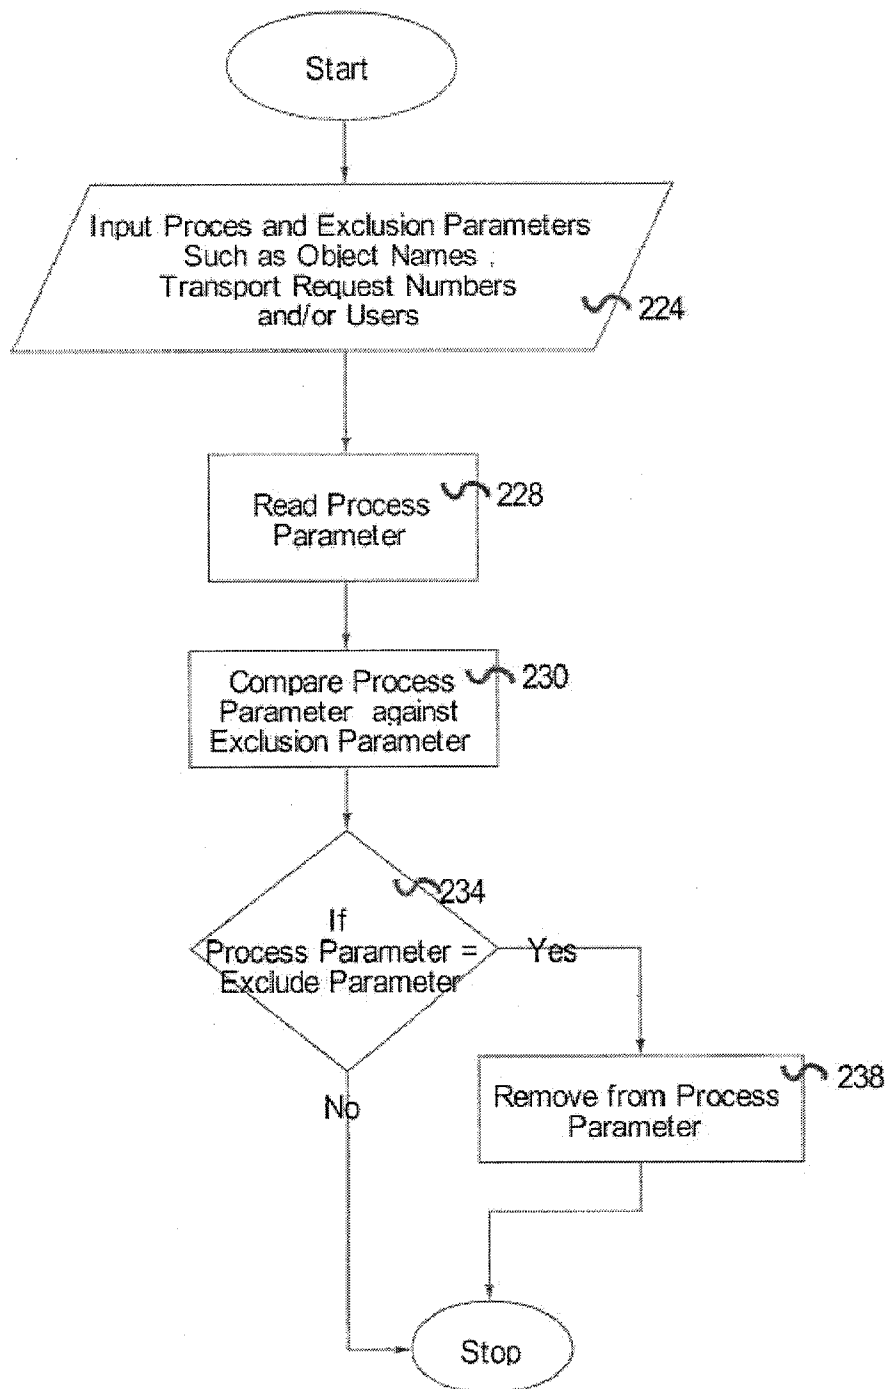 Start
Input Proces and Exclusion Parameters
Such as Object Names ,
Transport Request Numbers
and/or Users
224
Read Process
Parameter
228
Compare Process
Parameter against
Exclusion Parameter
230
234
If
Process Parameter =
Exclude Parameter
Yes
No
Remove from Process
Parameter
238
Stop